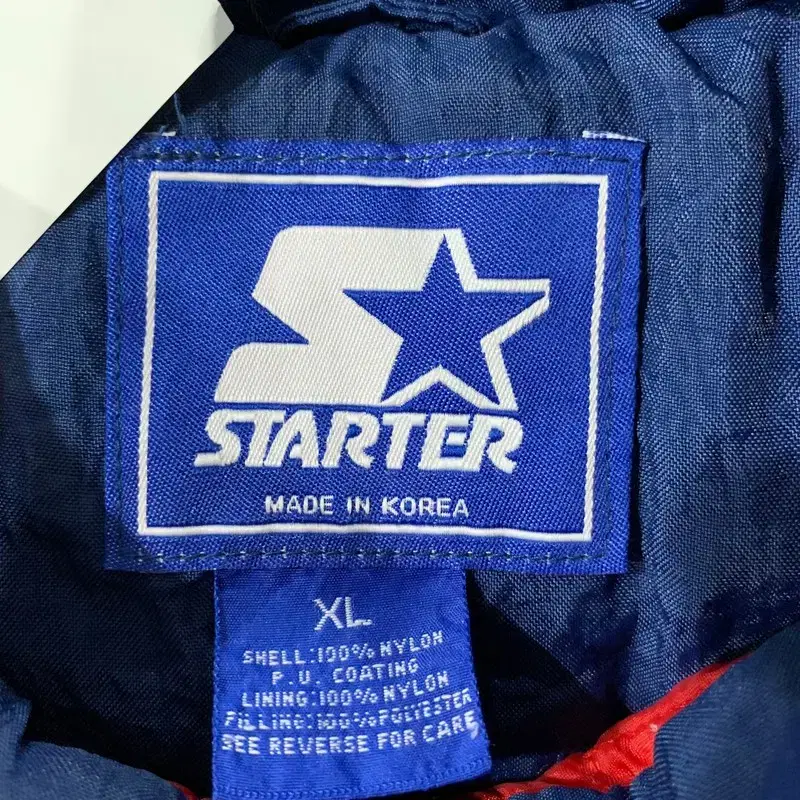 STARTER
MADE IN KOREA
XL
SHELL:100% NYLON
P.U. COATING
LINING:100% NYLON
FILLING:100% POLYESTER
SEE REVERSE FOR CARE